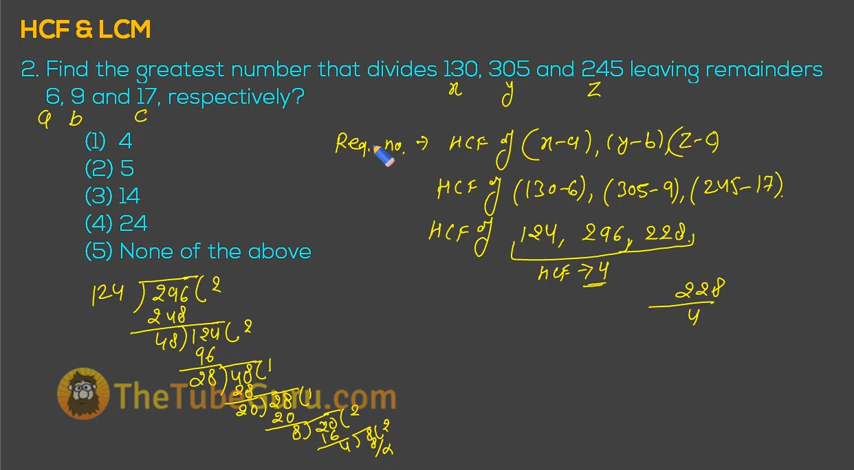 HCF & LCM
2. Find the greatest number that divides 130, 305 and 245 leaving remainders
x y z
6, 9 and 17, respectively?
a b c
(1) 4
(2) 5
(3) 14
(4) 24
(5) None of the above
Req. no. → HCF of (x-a), (y-b) (z-c)
HCF of (130-6), (305-9), (245-17).
HCF of 124, 296, 228,
HCF → 4
228
4
124 ) 296 ( 2
248
48 ) 124 ( 2
96
28 ) 48 ( 1
28
20 ) 28 ( 1
20
8 ) 20 ( 2
16
4 ) 8 ( 2
8
TheTubeGuru.com